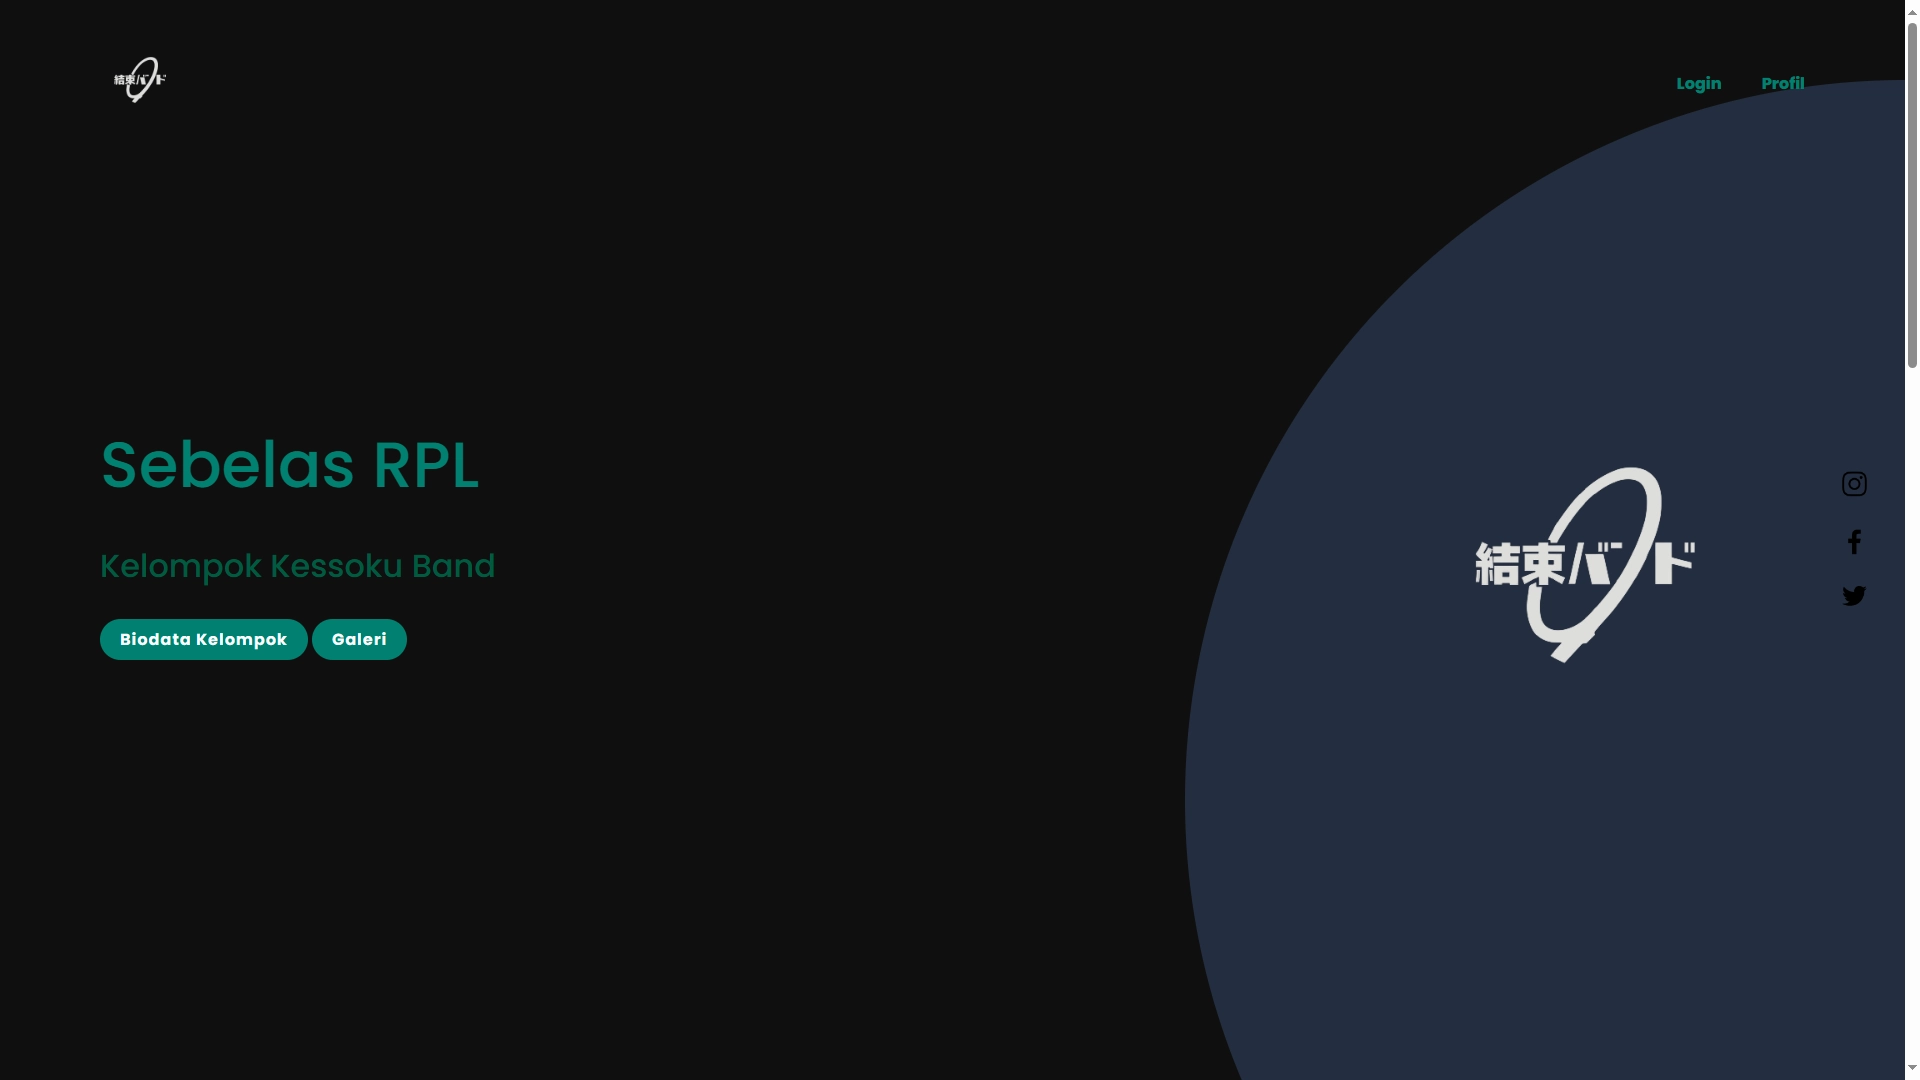 結束バンド
Login
Profil
Sebelas RPL
Kelompok Kessoku Band
Biodata Kelompok
Galeri
結束バンド